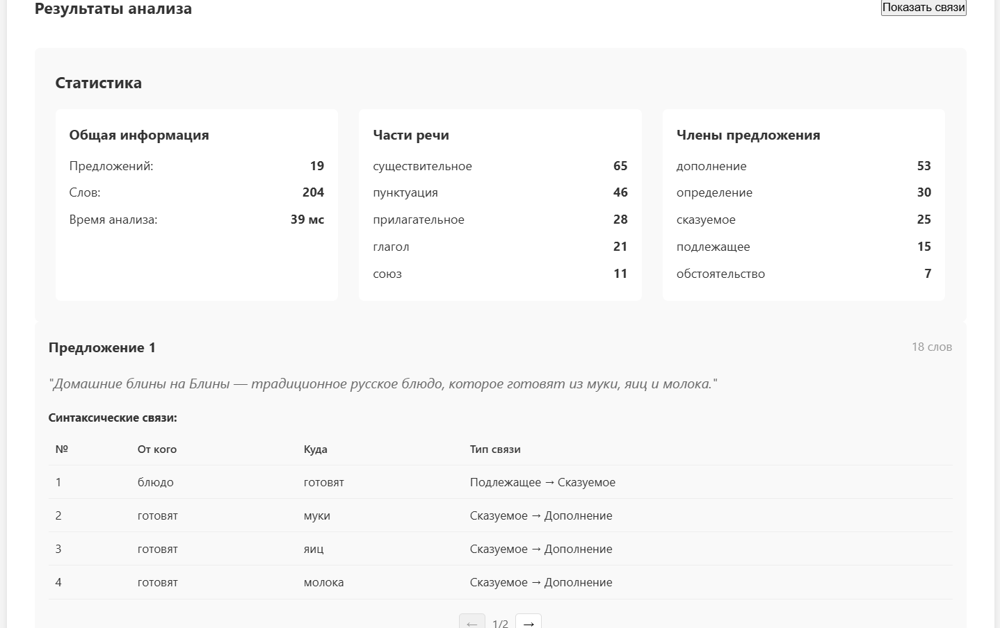 Результаты анализа
Показать связи
Статистика
Общая информация
Предложений: 19
Слов: 204
Время анализа: 39 мс
Части речи
существительное 65
пунктуация 46
прилагательное 28
глагол 21
союз 11
Члены предложения
дополнение 53
определение 30
сказуемое 25
подлежащее 15
обстоятельство 7
Предложение 1
18 слов
"Домашние блины на Блины — традиционное русское блюдо, которое готовят из муки, яиц и молока."
Синтаксические связи:
№ От кого Куда Тип связи
1 блюдо готовят Подлежащее → Сказуемое
2 готовят муки Сказуемое → Дополнение
3 готовят яиц Сказуемое → Дополнение
4 готовят молока Сказуемое → Дополнение
← 1/2 →